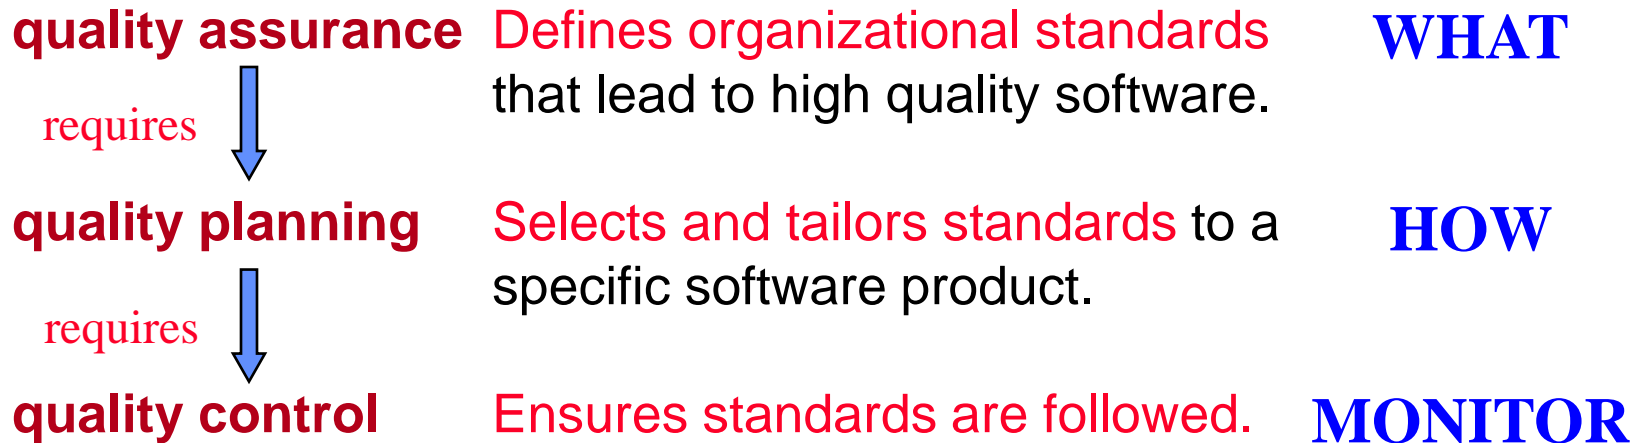 quality assurance Defines organizational standards WHAT
that lead to high quality software.
requires
quality planning Selects and tailors standards to a HOW
specific software product.
requires
quality control Ensures standards are followed. MONITOR